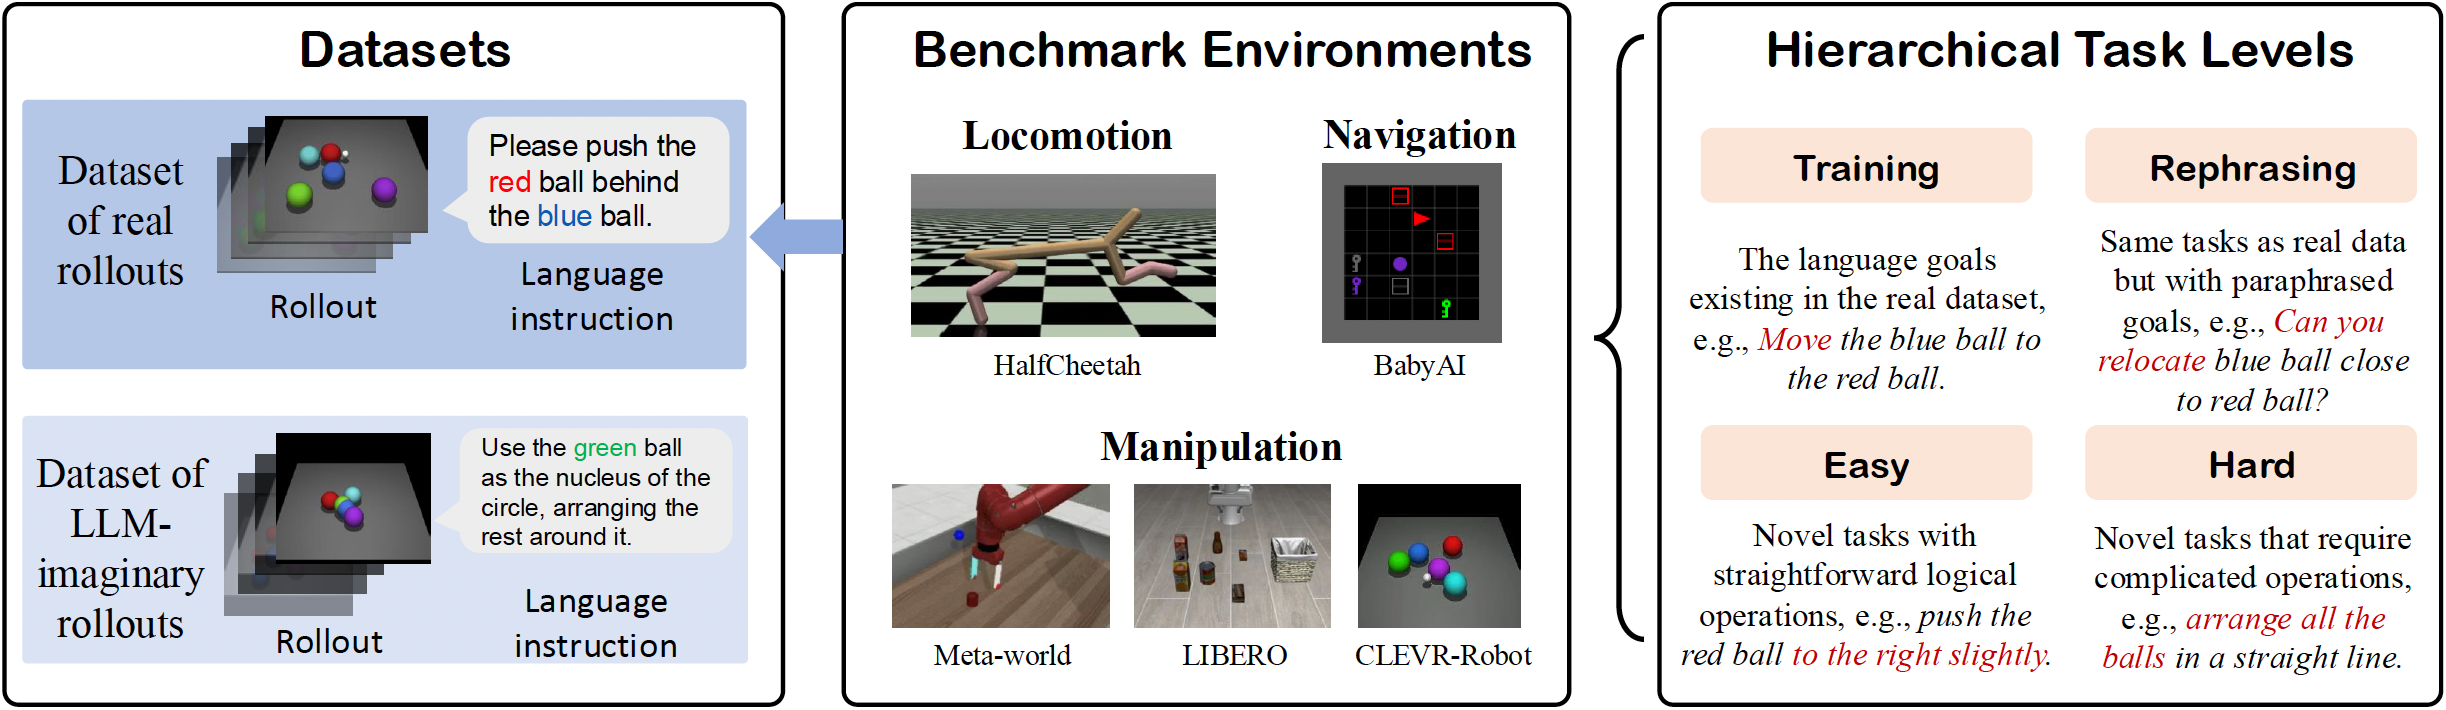 Datasets
Dataset
of real
rollouts
Please push the
red ball behind
the blue ball.
Rollout
Language
instruction
Dataset of
LLM-
imaginary
rollouts
Use the green ball
as the nucleus of the
circle, arranging the
rest around it.
Rollout
Language
instruction
Benchmark Environments
Locomotion
HalfCheetah
Navigation
BabyAI
Manipulation
Meta-world
LIBERO
CLEVR-Robot
Hierarchical Task Levels
Training
The language goals
existing in the real dataset,
e.g., Move the blue ball to
the red ball.
Rephrasing
Same tasks as real data
but with paraphrased
goals, e.g., Can you
relocate blue ball close
to red ball?
Easy
Novel tasks with
straightforward logical
operations, e.g., push the
red ball to the right slightly.
Hard
Novel tasks that require
complicated operations,
e.g., arrange all the
balls in a straight line.